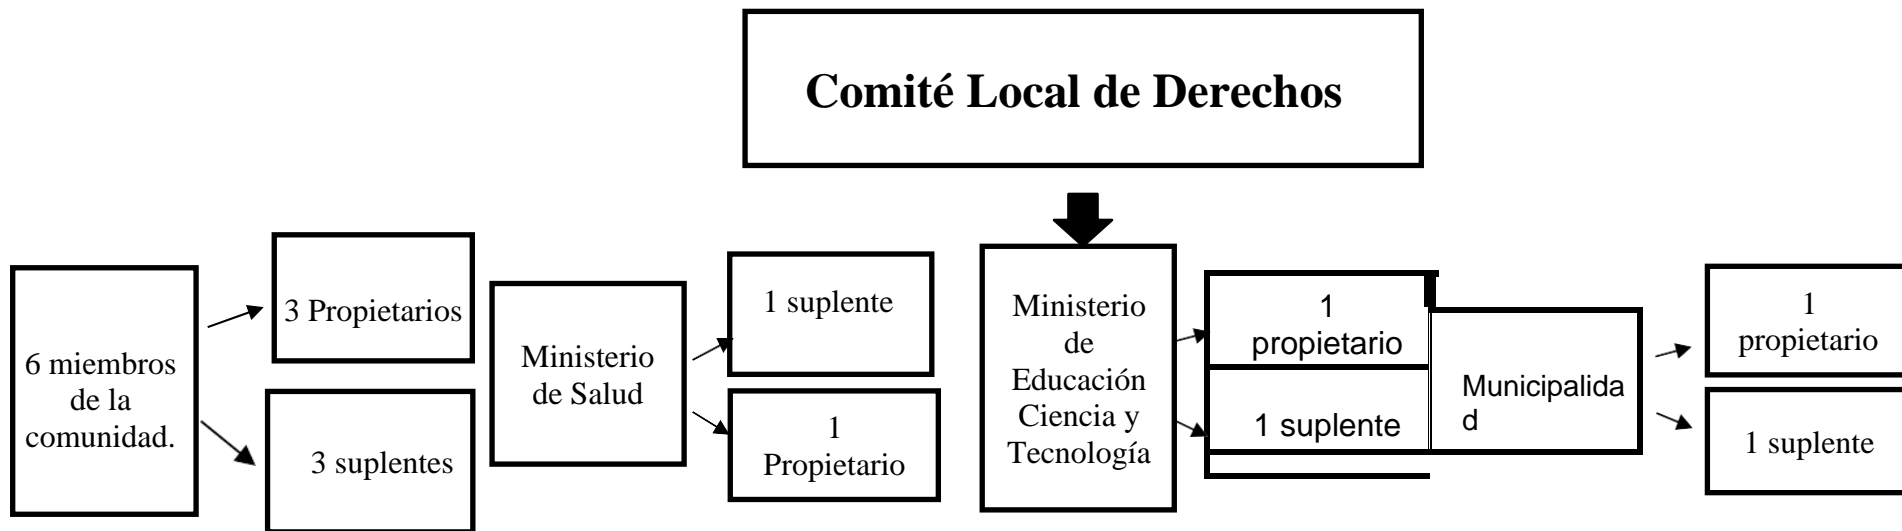 Comité Local de Derechos
6 miembros
de la
comunidad.
3 Propietarios
3 suplentes
Ministerio
de Salud
1 suplente
1
Propietario
Ministerio
de
Educación
Ciencia y
Tecnología
1
propietario
1 suplente
Municipalida
d
1
propietario
1 suplente